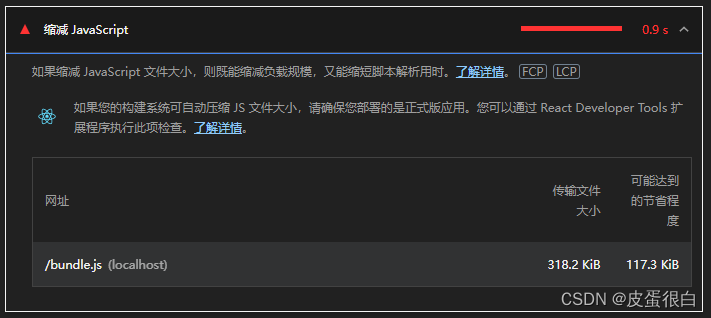 缩减 JavaScript
0.9 s
如果缩减 JavaScript 文件大小，则既能缩减负载规模，又能缩短脚本解析用时。了解详情。 FCP LCP
如果您的构建系统可自动压缩 JS 文件大小，请确保您部署的是正式版应用。您可以通过 React Developer Tools 扩
展程序执行此项检查。了解详情。
网址
传输文件
大小
可能达到
的节省程
度
/bundle.js (localhost)
318.2 KiB
117.3 KiB
CSDN @皮蛋很白